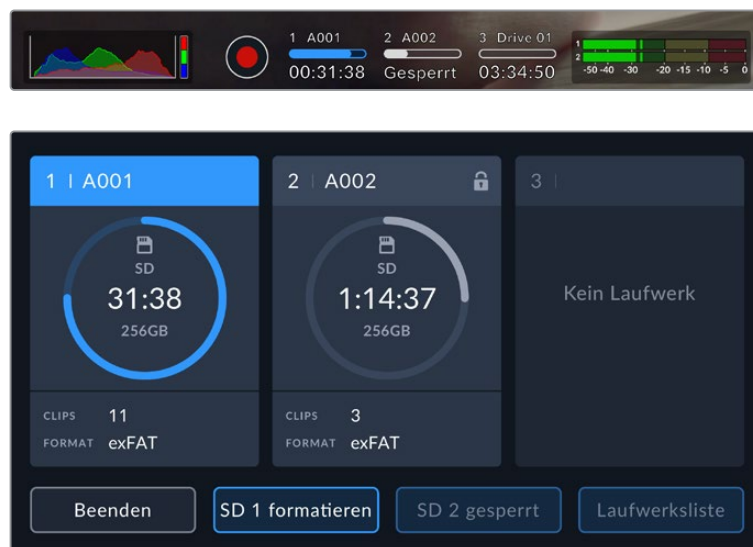 1 A001 2 A002 3 Drive 01
00:31:38 Gesperrt 03:34:50
1
2
-50 -40 -30 -20 -15 -10 -5 0
1 | A001
2 | A002
3 |
SD
31:38
256GB
SD
1:14:37
256GB
Kein Laufwerk
CLIPS 11
FORMAT exFAT
CLIPS 3
FORMAT exFAT
Beenden
SD 1 formatieren
SD 2 gesperrt
Laufwerksliste